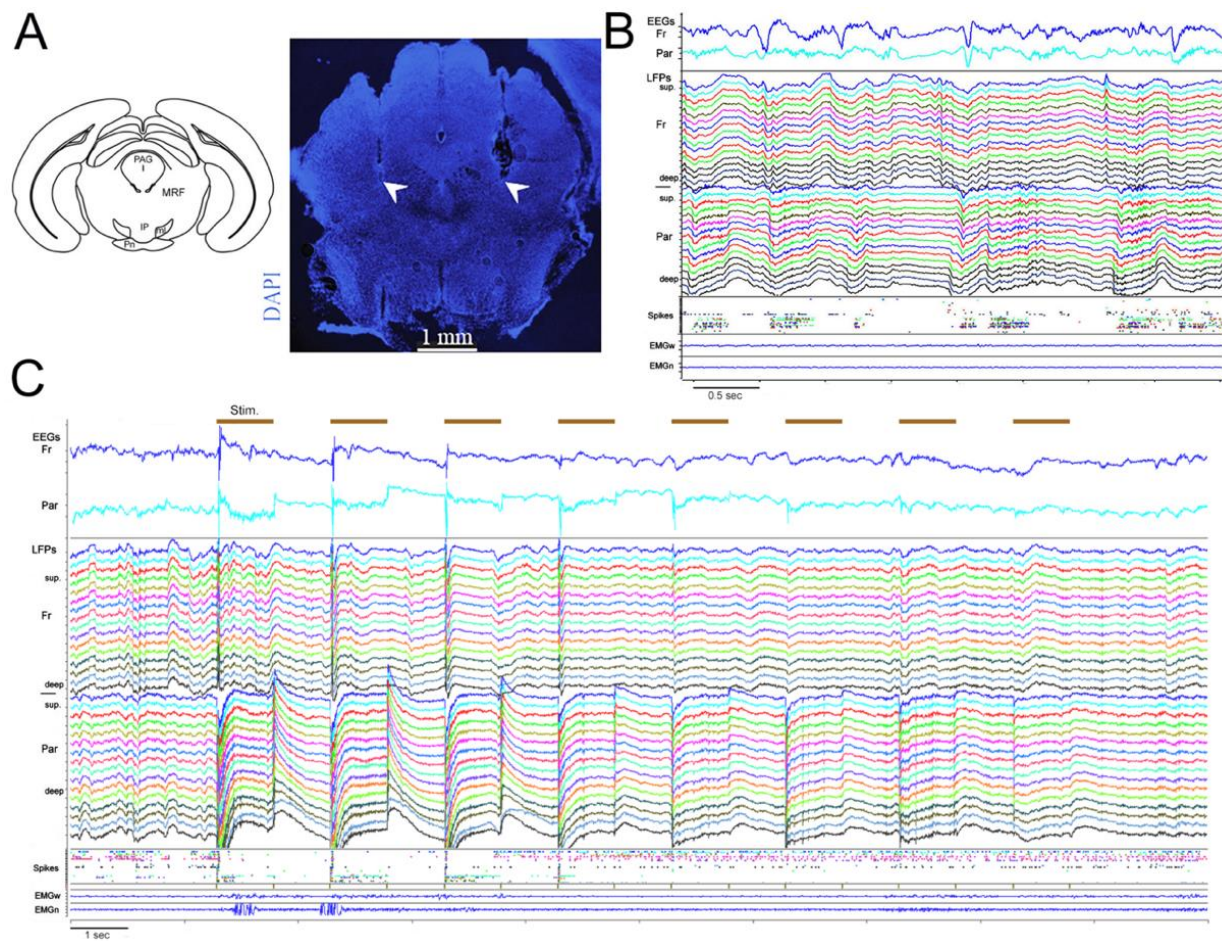 A
PAG
MRF
IP
ml
Pn
DAPI
1 mm
B
EEGs
Fr
Par
LFPs
sup.
Fr
deep
sup.
Par
deep
Spikes
EMGw
EMGn
0.5 sec
C
Stim.
EEGs
Fr
Par
LFPs
sup.
Fr
deep
sup.
Par
deep
Spikes
EMGw
EMGn
1 sec